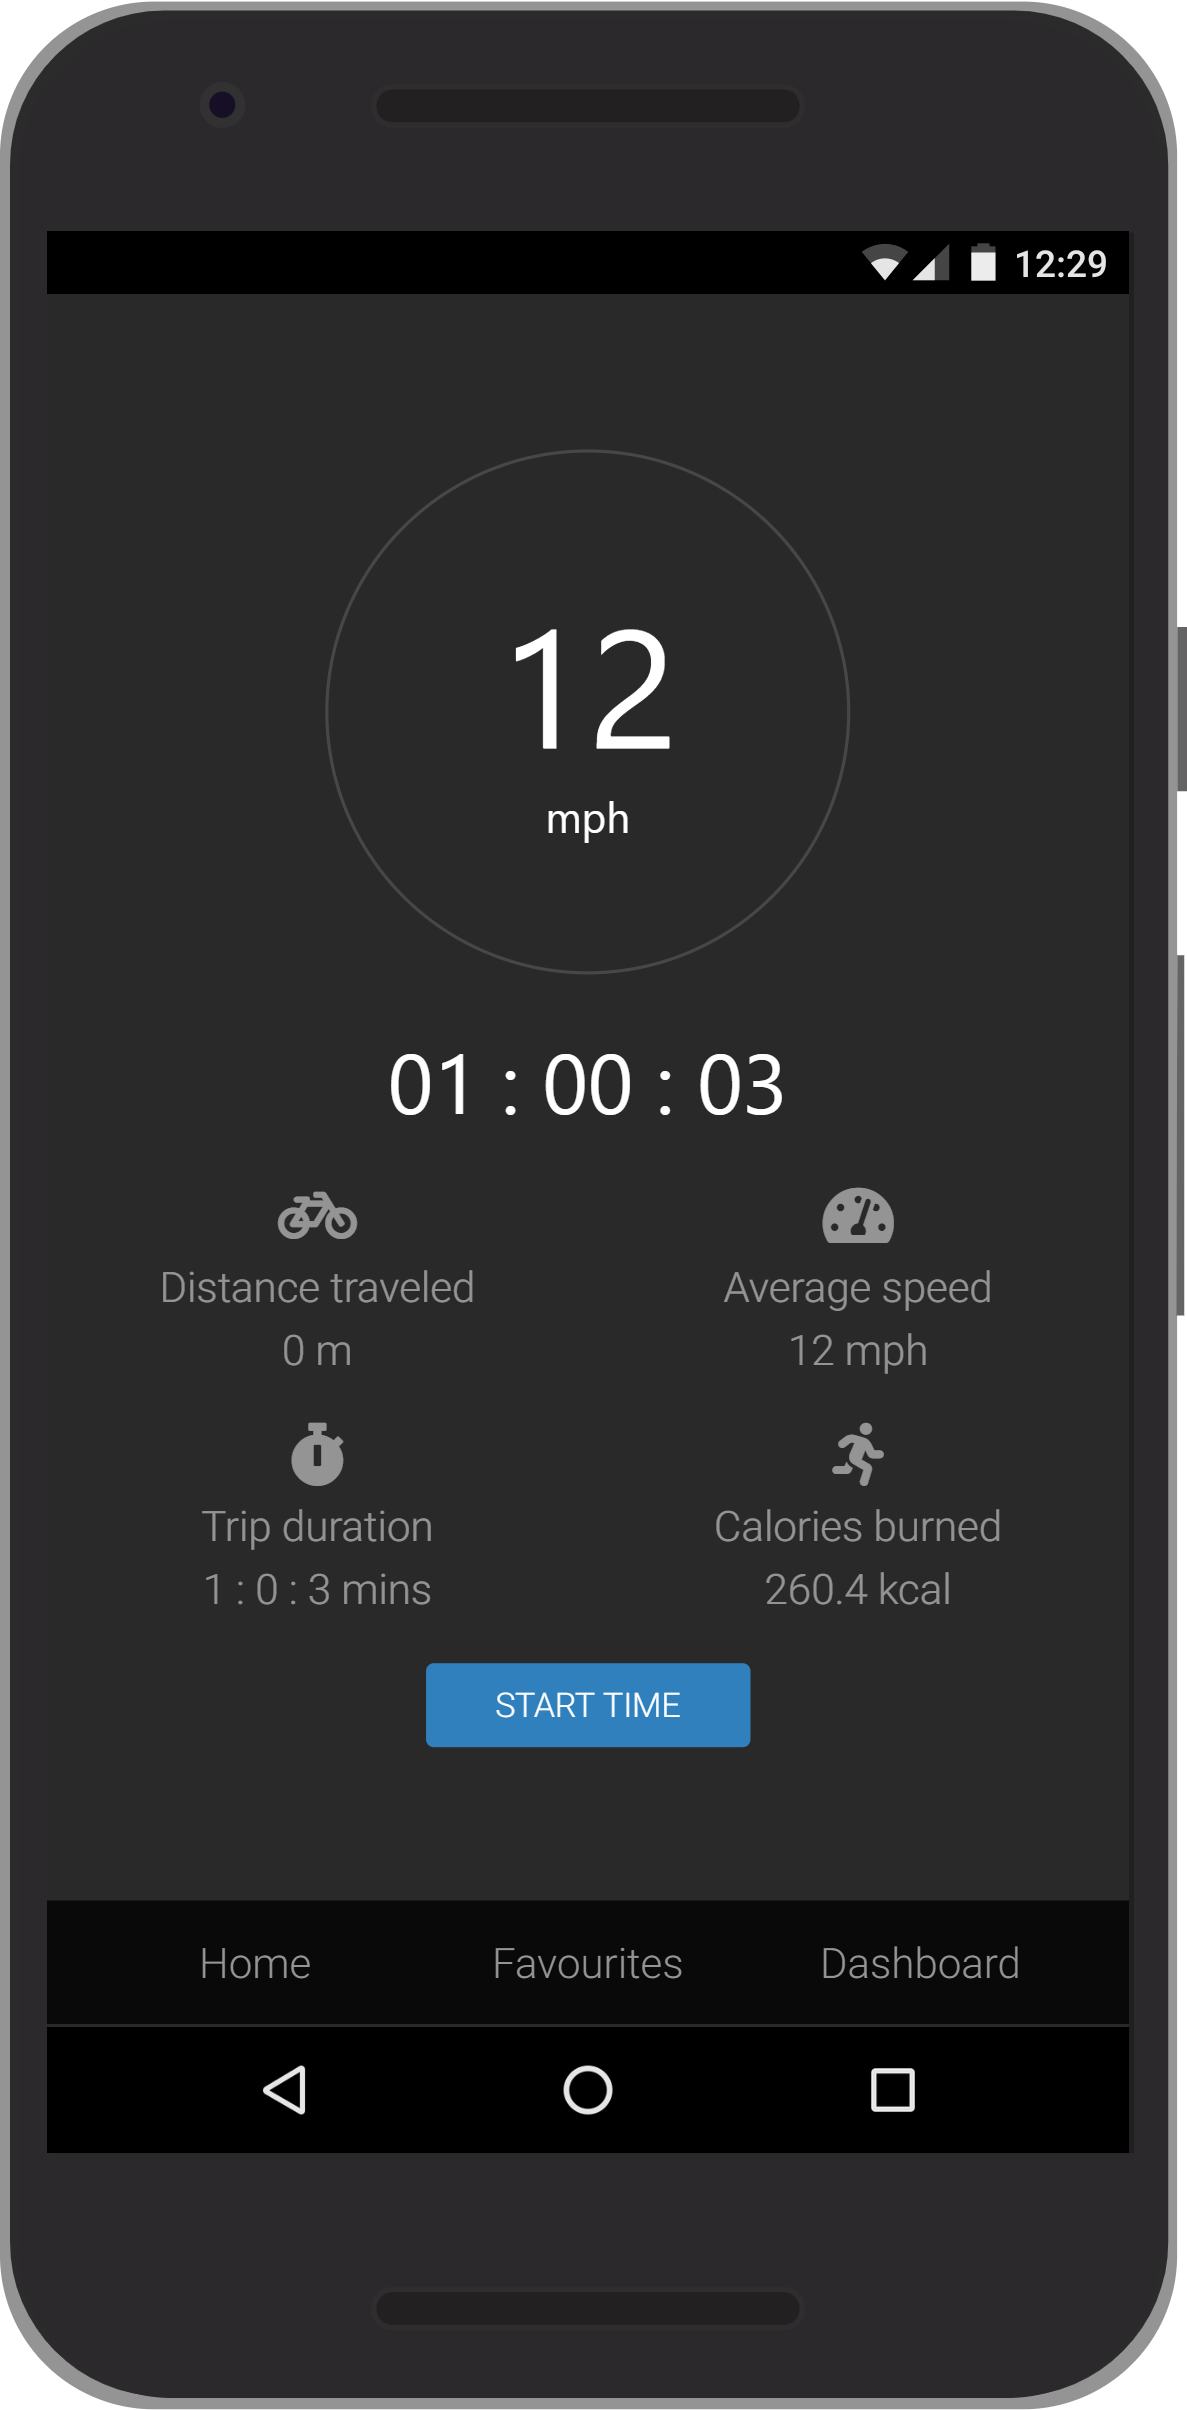 12:29
12
mph
01 : 00 : 03
Distance traveled
0 m
Average speed
12 mph
Trip duration
1 : 0 : 3 mins
Calories burned
260.4 kcal
START TIME
Home Favourites Dashboard